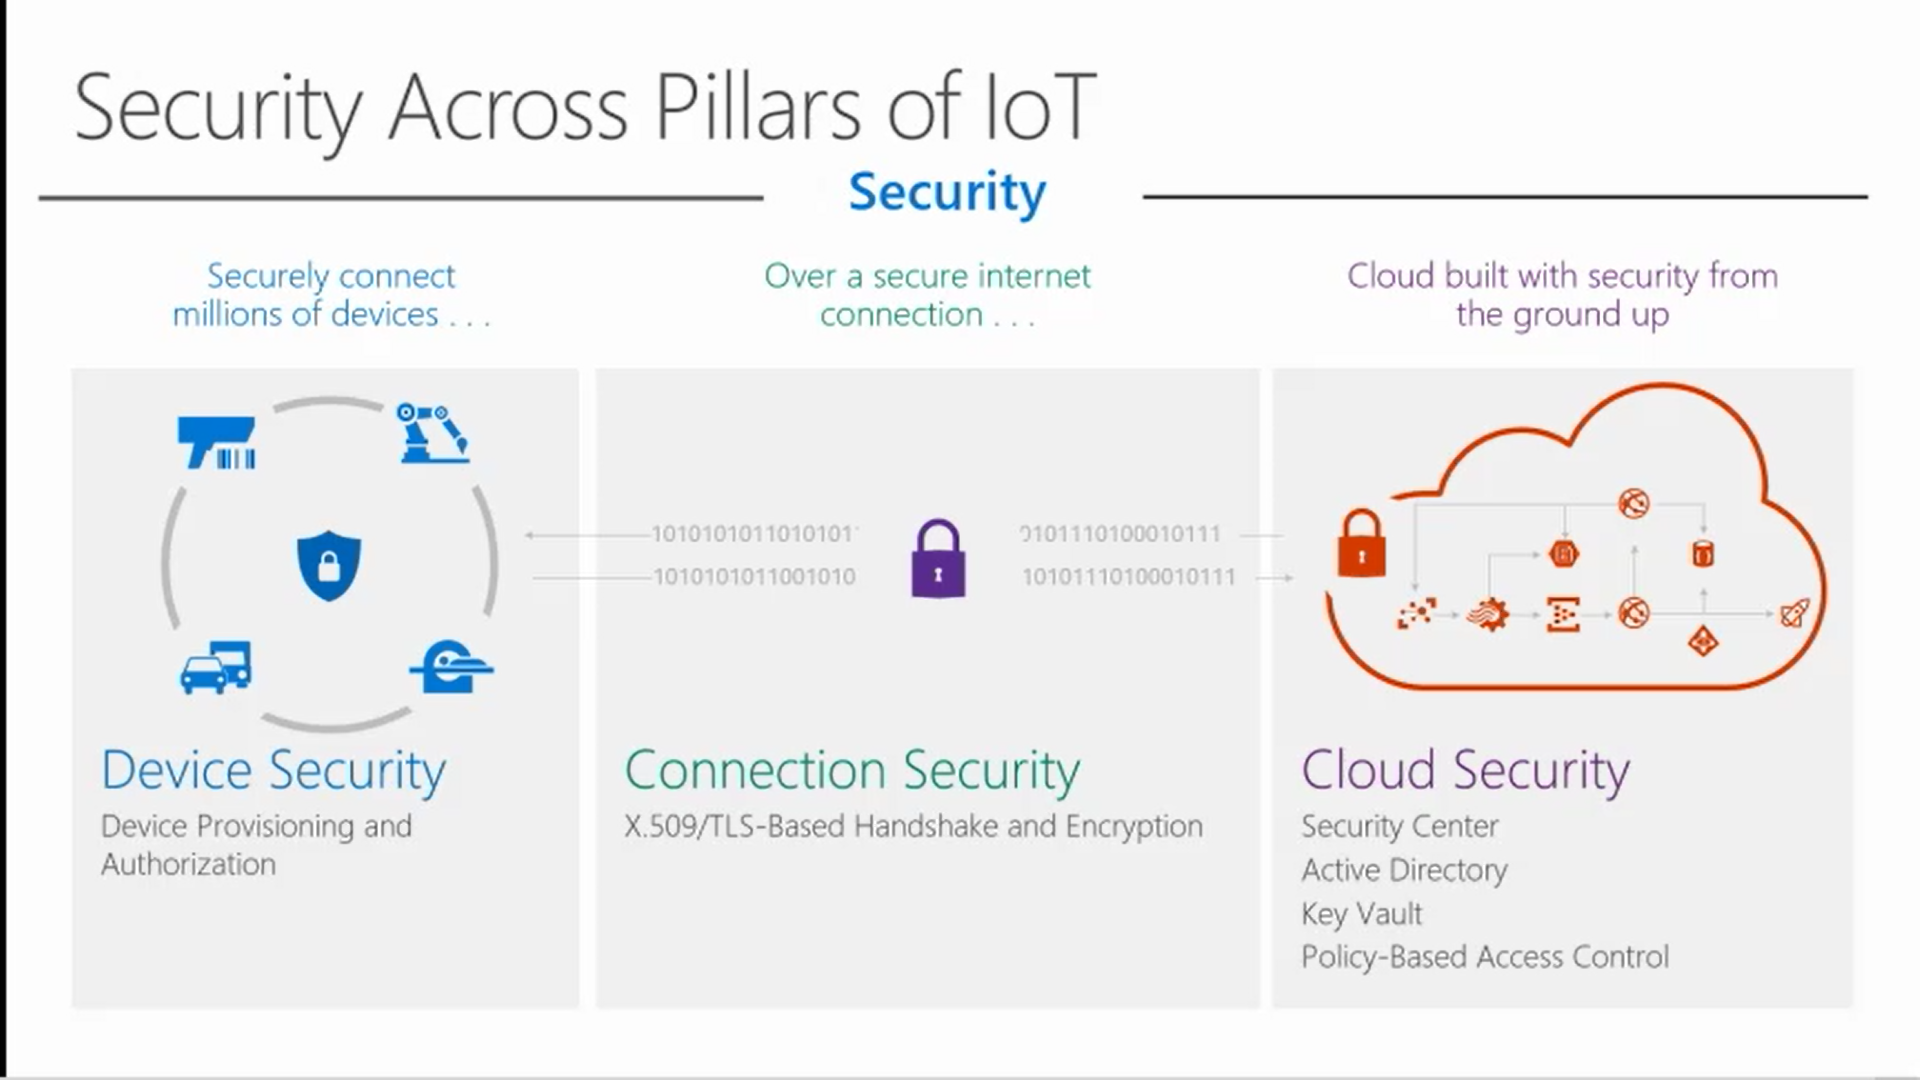 Security Across Pillars of IoT
Security
Securely connect
millions of devices . . .
Over a secure internet
connection . . .
Cloud built with security from
the ground up
1010101011010101
0101110100010111
1010101011001010
10101110100010111
Device Security
Device Provisioning and
Authorization
Connection Security
X.509/TLS-Based Handshake and Encryption
Cloud Security
Security Center
Active Directory
Key Vault
Policy-Based Access Control